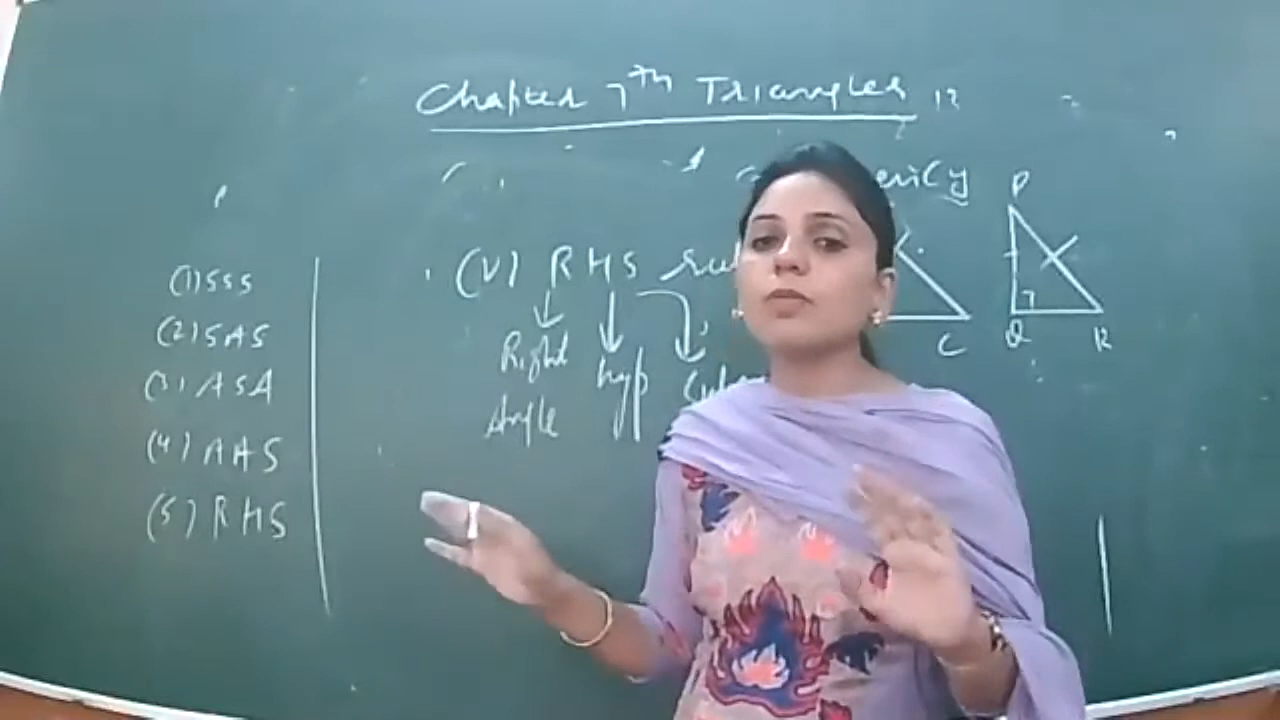 Chapter 7th Triangles
(V) RHS
Right
Angle
hyp
(1) SSS
(2) SAS
(3) ASA
(4) AAS
(5) RHS
C
P
Q
R